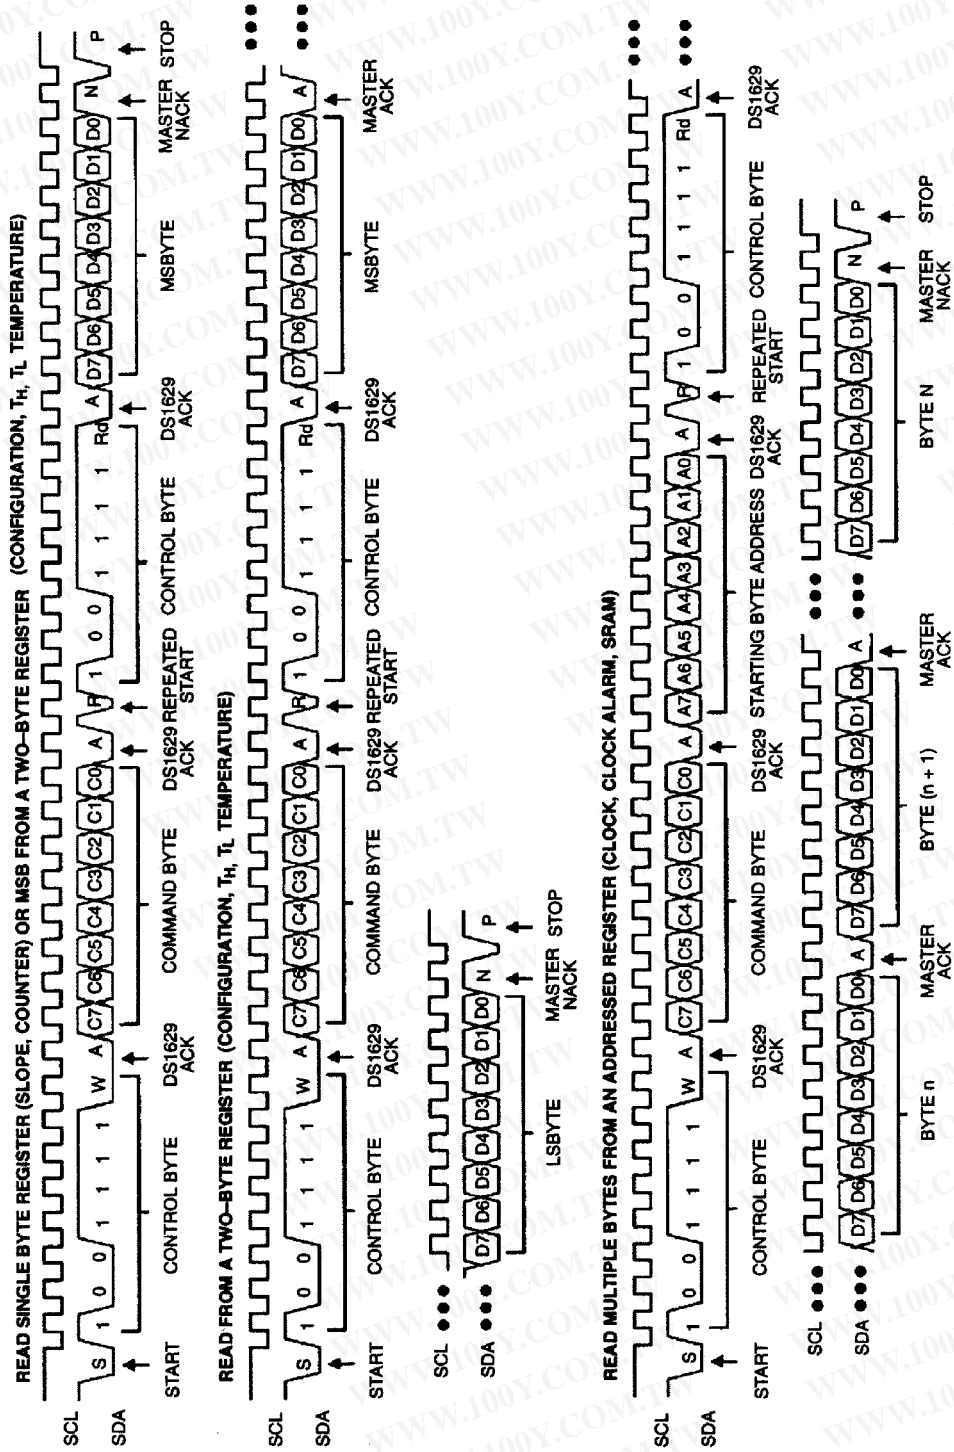 READ SINGLE BYTE REGISTER (SLOPE, COUNTER) OR MSB FROM A TWO–BYTE REGISTER (CONFIGURATION, TH, TL TEMPERATURE)
SCL
SDA
S 1 0 0 1 1 1 1 W A C7 C6 C5 C4 C3 C2 C1 C0 A R 1 0 0 1 1 1 1 Rd A D7 D6 D5 D4 D3 D2 D1 D0 N P
START CONTROL BYTE DS1629 ACK COMMAND BYTE DS1629 ACK REPEATED START CONTROL BYTE DS1629 ACK MSBYTE MASTER NACK STOP
READ FROM A TWO–BYTE REGISTER (CONFIGURATION, TH, TL TEMPERATURE)
SCL
SDA
S 1 0 0 1 1 1 1 W A C7 C6 C5 C4 C3 C2 C1 C0 A R 1 0 0 1 1 1 1 Rd A D7 D6 D5 D4 D3 D2 D1 D0 A
START CONTROL BYTE DS1629 ACK COMMAND BYTE DS1629 ACK REPEATED START CONTROL BYTE DS1629 ACK MSBYTE MASTER ACK
SCL
SDA
D7 D6 D5 D4 D3 D2 D1 D0 N P
LSBYTE MASTER NACK STOP
READ MULTIPLE BYTES FROM AN ADDRESSED REGISTER (CLOCK, CLOCK ALARM, SRAM)
SCL
SDA
S 1 0 0 1 1 1 1 W A C7 C6 C5 C4 C3 C2 C1 C0 A A7 A6 A5 A4 A3 A2 A1 A0 A R 1 0 0 1 1 1 1 Rd A
START CONTROL BYTE DS1629 ACK COMMAND BYTE DS1629 ACK STARTING BYTE ADDRESS DS1629 ACK REPEATED START CONTROL BYTE DS1629 ACK
SCL
SDA
D7 D6 D5 D4 D3 D2 D1 D0 A D7 D6 D5 D4 D3 D2 D1 D0 A D7 D6 D5 D4 D3 D2 D1 D0 N P
BYTE n MASTER ACK BYTE (n + 1) MASTER ACK BYTE N MASTER NACK STOP
WWW.100Y.COM.TW